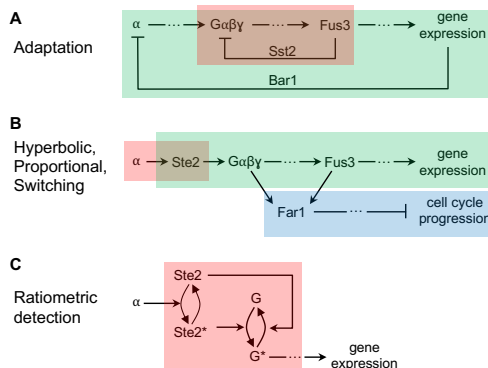 A
Adaptation
α
...
Gαβγ
...
Fus3
...
gene
expression
Sst2
Bar1
B
Hyperbolic,
Proportional,
Switching
α
Ste2
Gαβγ
...
Fus3
...
gene
expression
Far1
...
cell cycle
progression
C
Ratiometric
detection
α
Ste2
Ste2*
G
G*
...
gene
expression